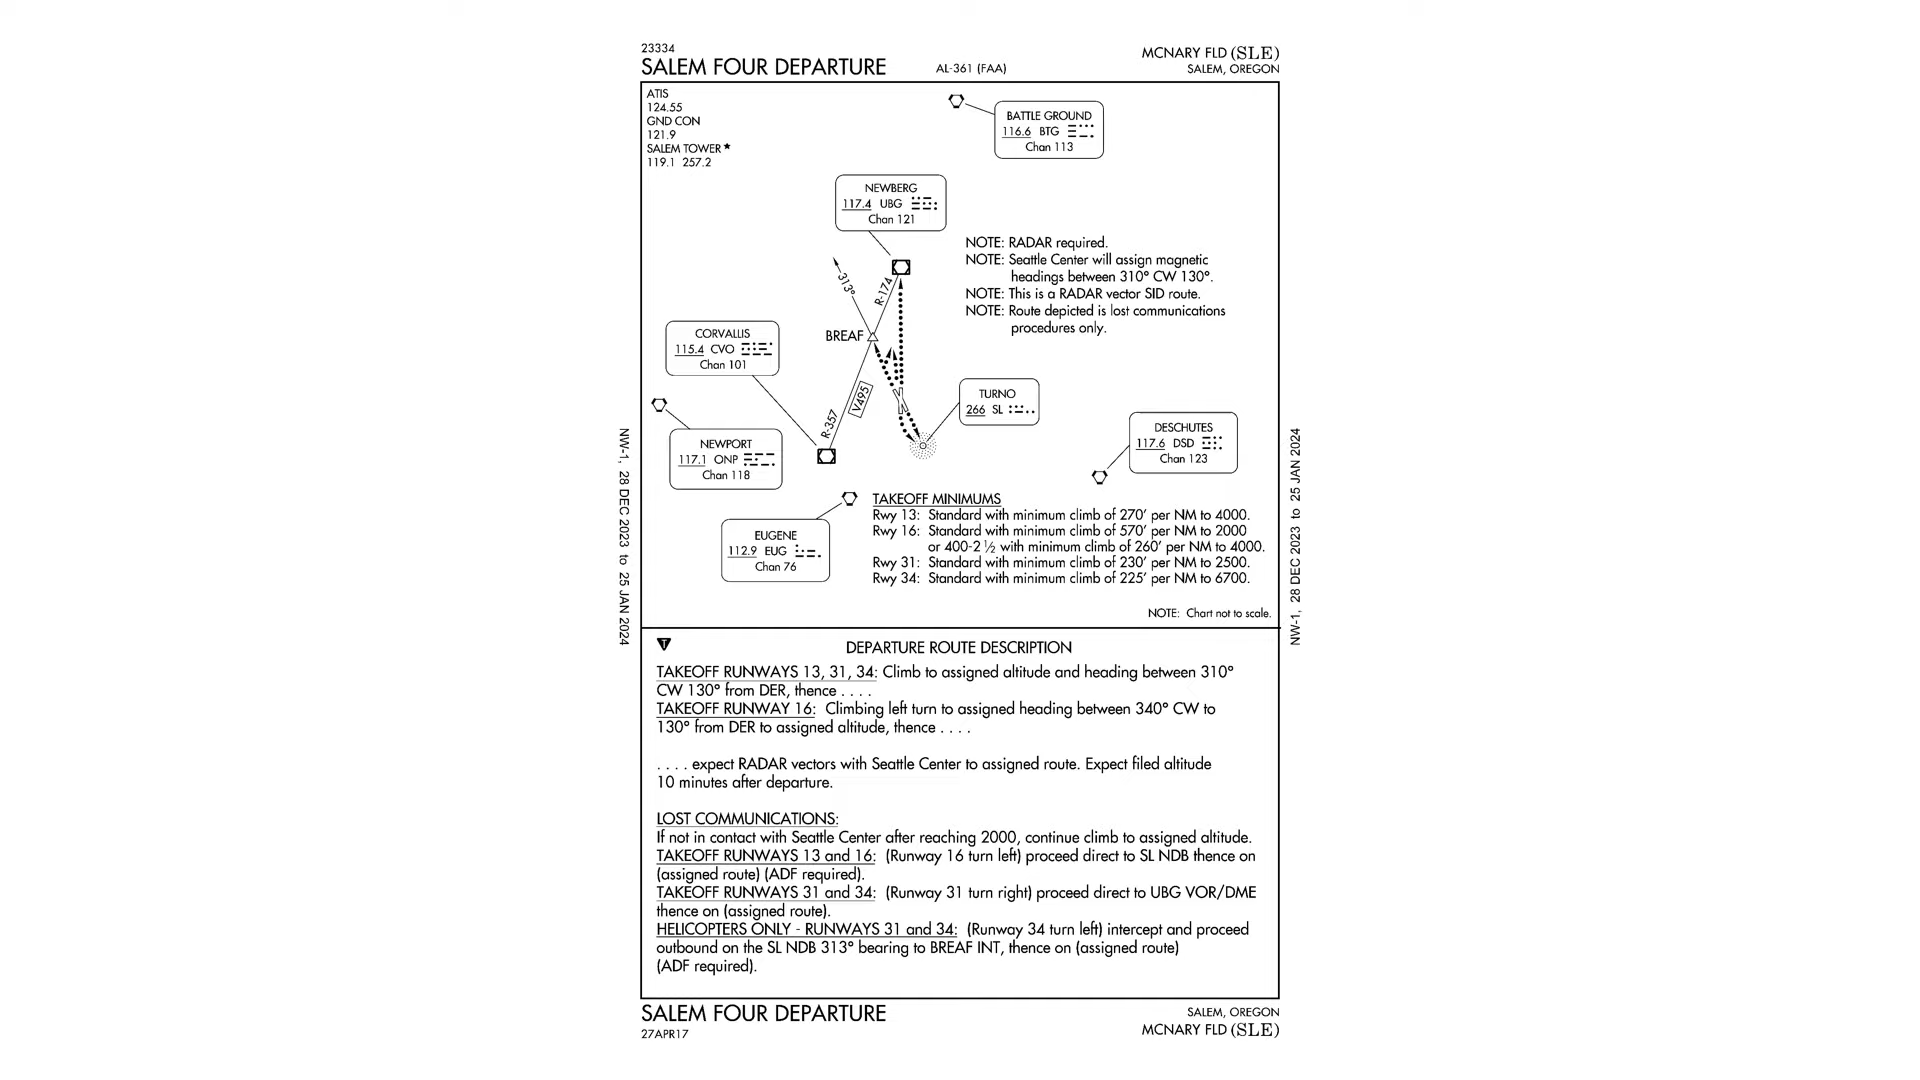 23334
SALEM FOUR DEPARTURE
AL-361 (FAA)
MCNARY FLD (SLE)
SALEM, OREGON
ATIS
124.55
GND CON
121.9
SALEM TOWER ★
119.1 257.2
BATTLE GROUND
116.6 BTG
Chan 113
NEWBERG
117.4 UBG
Chan 121
NOTE: RADAR required.
NOTE: Seattle Center will assign magnetic
headings between 310° CW 130°.
NOTE: This is a RADAR vector SID route.
NOTE: Route depicted is lost communications
procedures only.
313°
R-174
BREAF
CORVALLIS
115.4 CVO
Chan 101
V495
R-357
TURNO
266 SL
NEWPORT
117.1 ONP
Chan 118
DESCHUTES
117.6 DSD
Chan 123
EUGENE
112.9 EUG
Chan 76
TAKEOFF MINIMUMS
Rwy 13: Standard with minimum climb of 270' per NM to 4000.
Rwy 16: Standard with minimum climb of 570' per NM to 2000
or 400-2 ½ with minimum climb of 260' per NM to 4000.
Rwy 31: Standard with minimum climb of 230' per NM to 2500.
Rwy 34: Standard with minimum climb of 225' per NM to 6700.
NOTE: Chart not to scale.
NW-1, 28 DEC 2023 to 25 JAN 2024
NW-1, 28 DEC 2023 to 25 JAN 2024
T
DEPARTURE ROUTE DESCRIPTION
TAKEOFF RUNWAYS 13, 31, 34: Climb to assigned altitude and heading between 310°
CW 130° from DER, thence . . . .
TAKEOFF RUNWAY 16: Climbing left turn to assigned heading between 340° CW to
130° from DER to assigned altitude, thence . . . .
. . . . expect RADAR vectors with Seattle Center to assigned route. Expect filed altitude
10 minutes after departure.
LOST COMMUNICATIONS:
If not in contact with Seattle Center after reaching 2000, continue climb to assigned altitude.
TAKEOFF RUNWAYS 13 and 16: (Runway 16 turn left) proceed direct to SL NDB thence on
(assigned route) (ADF required).
TAKEOFF RUNWAYS 31 and 34: (Runway 31 turn right) proceed direct to UBG VOR/DME
thence on (assigned route).
HELICOPTERS ONLY - RUNWAYS 31 and 34: (Runway 34 turn left) intercept and proceed
outbound on the SL NDB 313° bearing to BREAF INT, thence on (assigned route)
(ADF required).
SALEM FOUR DEPARTURE
27APR17
SALEM, OREGON
MCNARY FLD (SLE)